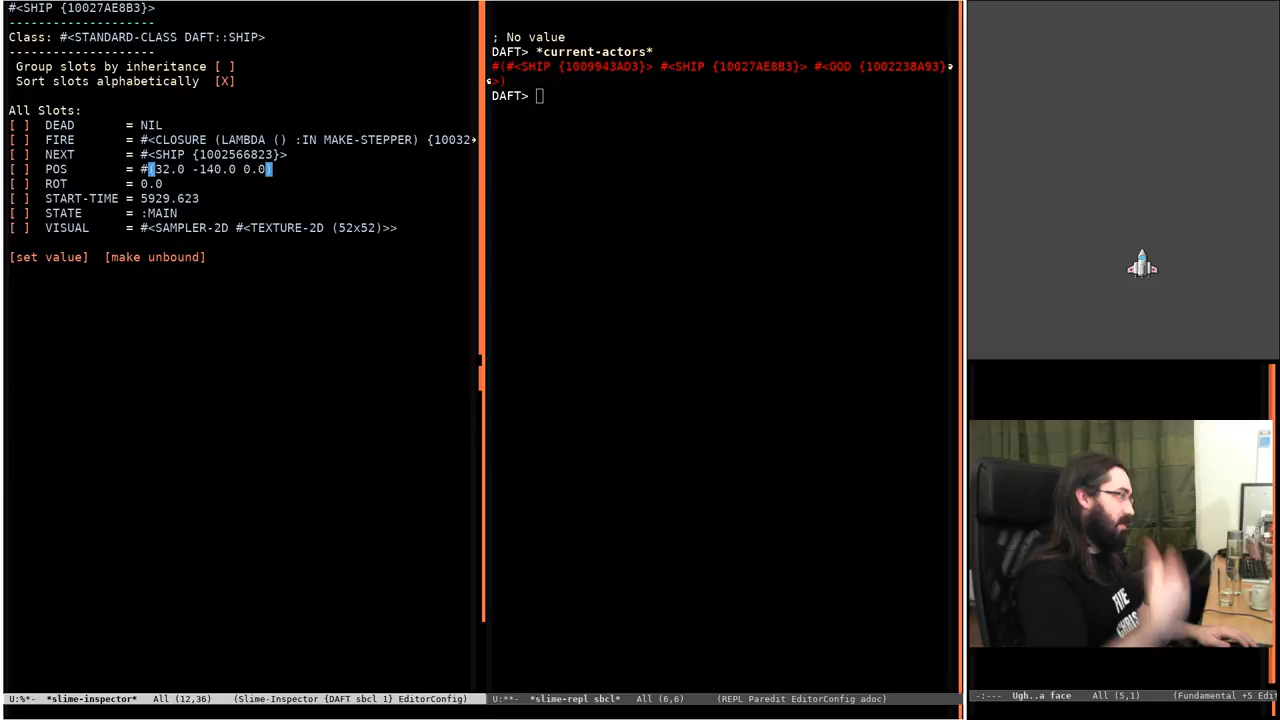 #<SHIP {10027AE8B3}>
--------------------
Class: #<STANDARD-CLASS DAFT::SHIP>
--------------------
Group slots by inheritance [ ]
Sort slots alphabetically [X]
All Slots:
[ ] DEAD = NIL
[ ] FIRE = #<CLOSURE (LAMBDA () :IN MAKE-STEPPER) {10032
[ ] NEXT = #<SHIP {1002566823}>
[ ] POS = #(32.0 -140.0 0.0)
[ ] ROT = 0.0
[ ] START-TIME = 5929.623
[ ] STATE = :MAIN
[ ] VISUAL = #<SAMPLER-2D #<TEXTURE-2D (52x52)>>
[set value] [make unbound]
U:%*- *slime-inspector* All (12,36) (Slime-Inspector {DAFT sbcl 1} EditorConfig)
; No value
DAFT> *current-actors*
#(#<SHIP {1009943AD3}> #<SHIP {10027AE8B3}> #<GOD {1002238A93}
>)
DAFT>
U:**- *slime-repl sbcl* All (6,6) (REPL Paredit EditorConfig adoc)
THE
CHRIS
-:--- Ugh..a face All (5,1) (Fundamental +5 Edit